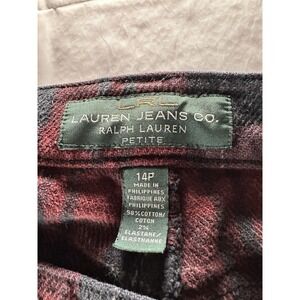 LRL
LAUREN JEANS CO.
RALPH LAUREN
PETITE
14P
MADE IN
PHILIPPINES
FABRIQUE AUX
PHILIPPINES
98% COTTON/
COTON
2%
ELASTANE/
ELASTHANNE